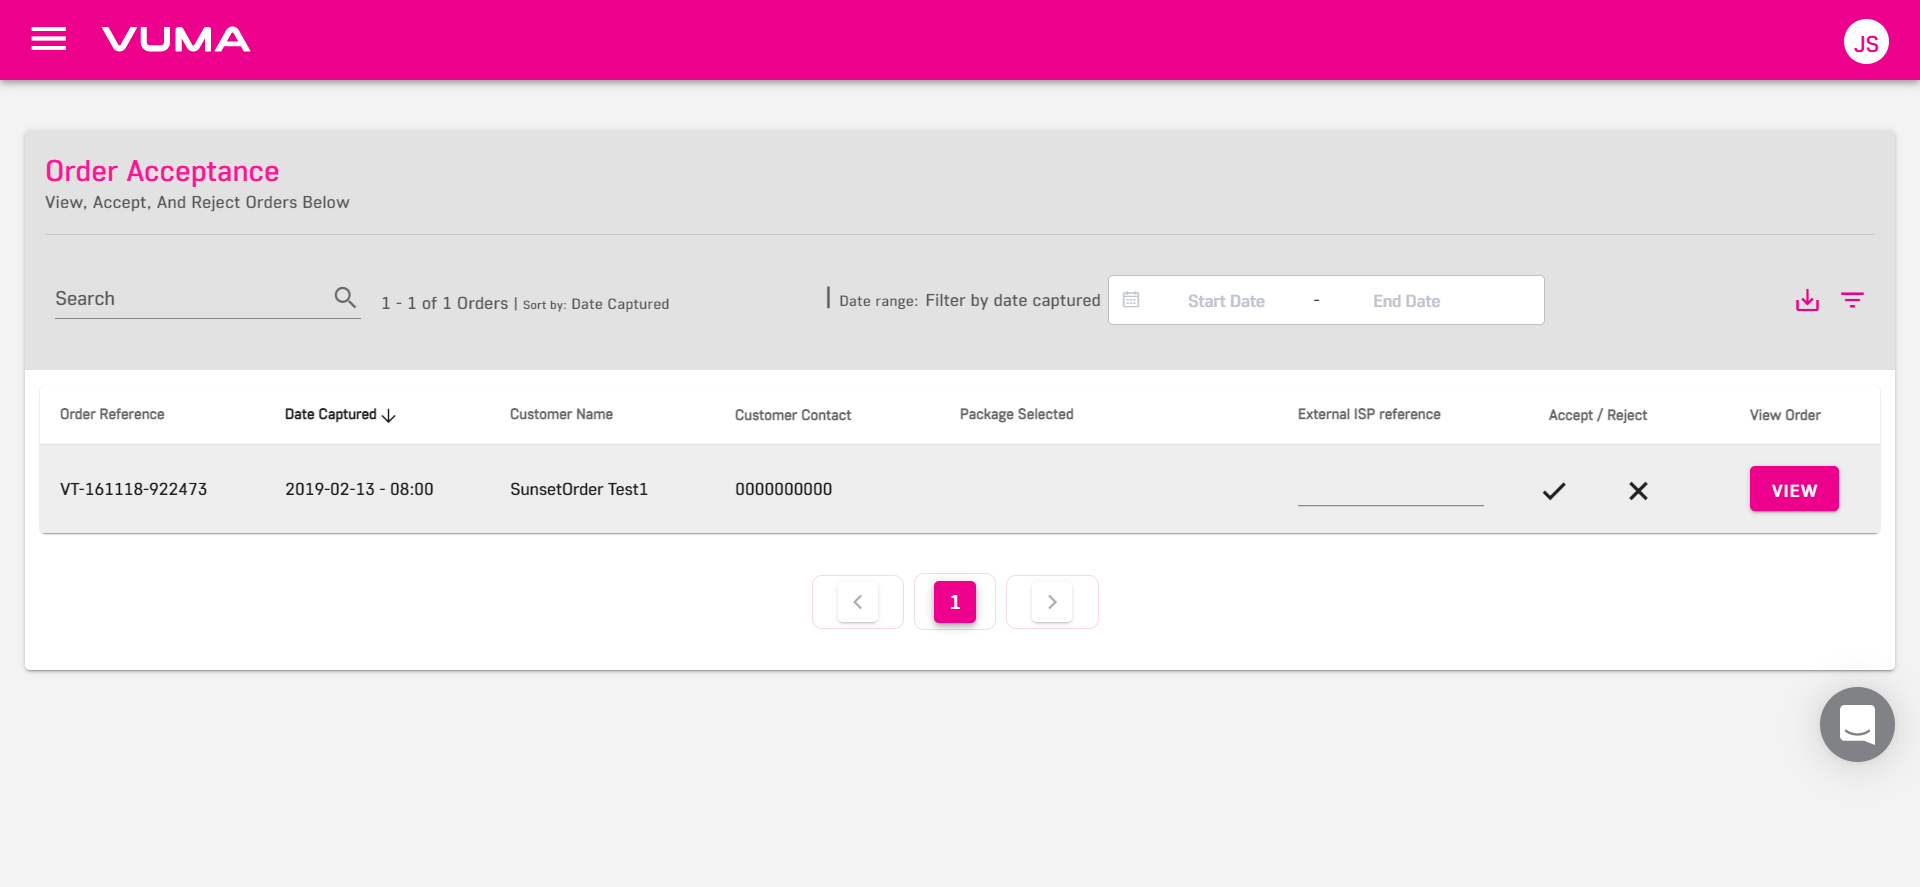 VUMA
JS
Order Acceptance
View, Accept, And Reject Orders Below
Search
1 - 1 of 1 Orders | Sort by: Date Captured
Date range: Filter by date captured
Start Date - End Date
Order Reference Date Captured Customer Name Customer Contact Package Selected External ISP reference Accept / Reject View Order
VT-161118-922473 2019-02-13 - 08:00 SunsetOrder Test1 0000000000 VIEW
1